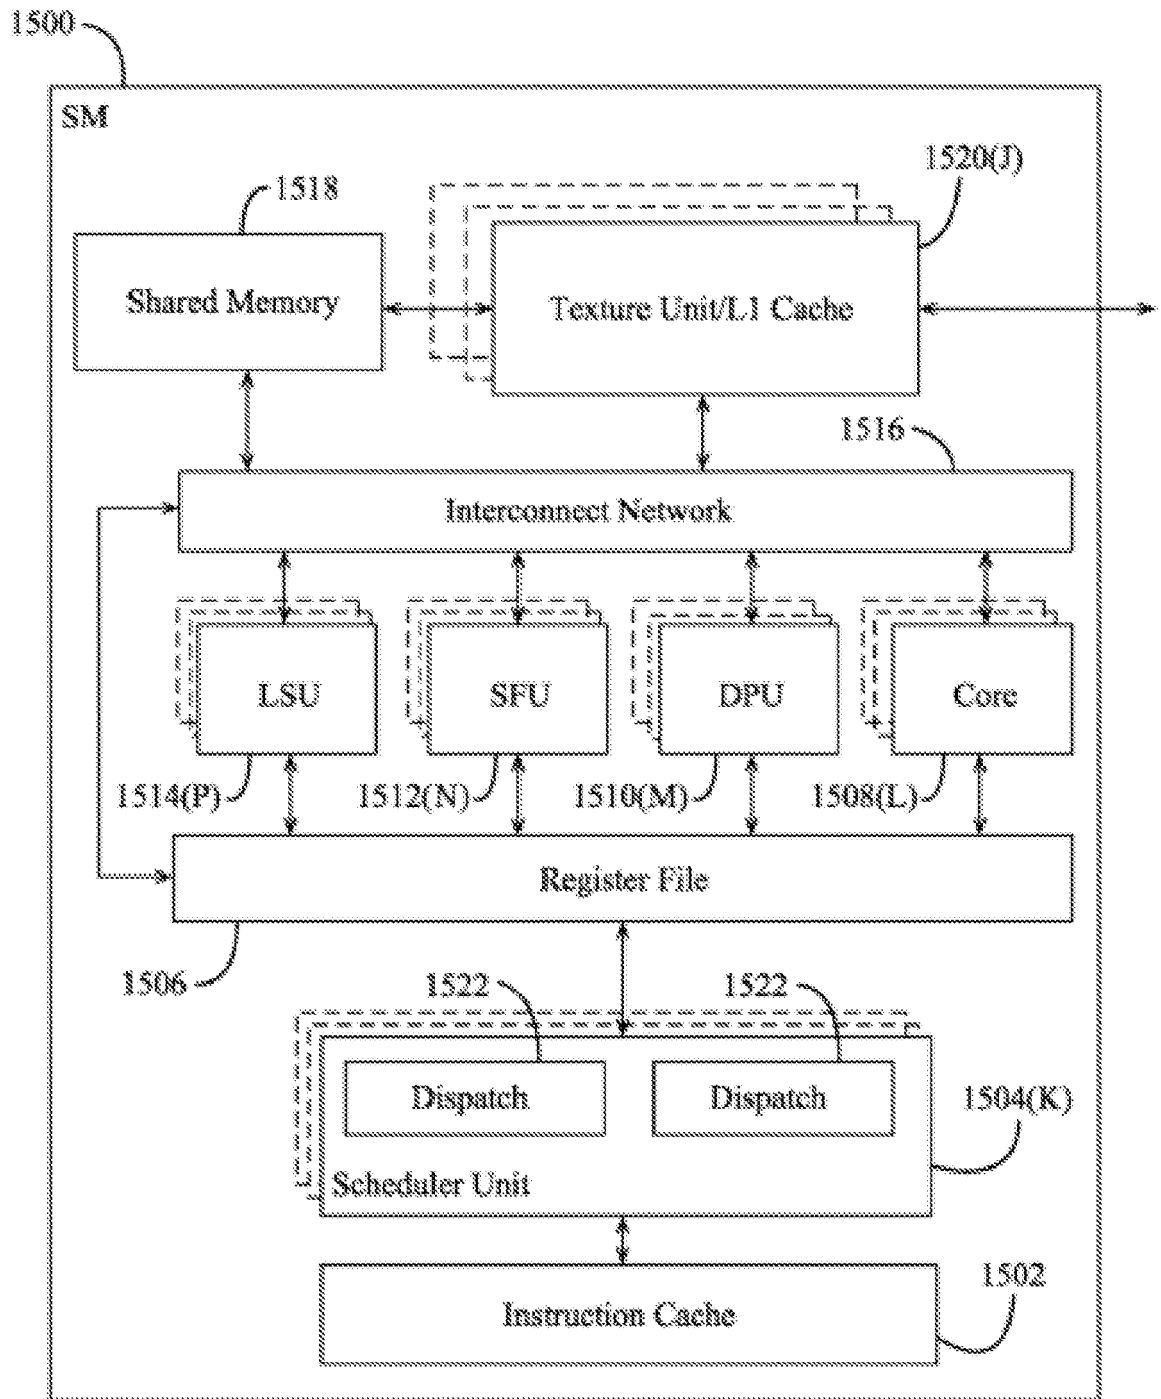 1500
SM
1520(J)
1518
Shared Memory
Texture Unit/L1 Cache
1516
Interconnect Network
LSU
SFU
DPU
Core
1514(P)
1512(N)
1510(M)
1508(L)
Register File
1506
1522
1522
Dispatch
Dispatch
1504(K)
Scheduler Unit
1502
Instruction Cache